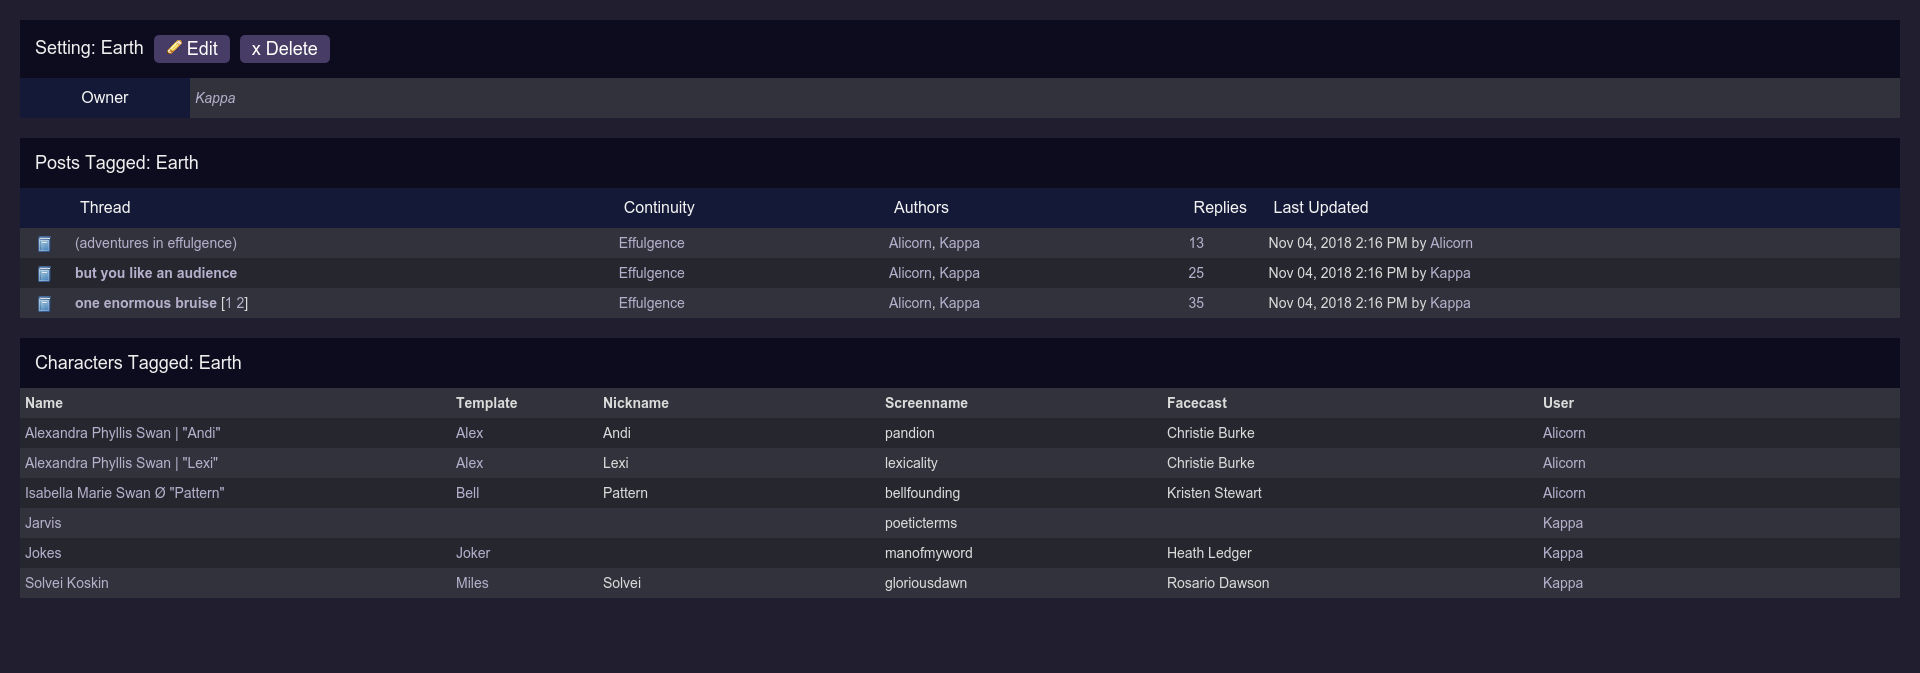 Setting: Earth Edit x Delete
Owner Kappa
Posts Tagged: Earth
Thread Continuity Authors Replies Last Updated
(adventures in effulgence) Effulgence Alicorn, Kappa 13 Nov 04, 2018 2:16 PM by Alicorn
but you like an audience Effulgence Alicorn, Kappa 25 Nov 04, 2018 2:16 PM by Kappa
one enormous bruise [1 2] Effulgence Alicorn, Kappa 35 Nov 04, 2018 2:16 PM by Kappa
Characters Tagged: Earth
Name Template Nickname Screenname Facecast User
Alexandra Phyllis Swan | "Andi" Alex Andi pandion Christie Burke Alicorn
Alexandra Phyllis Swan | "Lexi" Alex Lexi lexicality Christie Burke Alicorn
Isabella Marie Swan Ø "Pattern" Bell Pattern bellfounding Kristen Stewart Alicorn
Jarvis poeticterms Kappa
Jokes Joker manofmyword Heath Ledger Kappa
Solvei Koskin Miles Solvei gloriousdawn Rosario Dawson Kappa